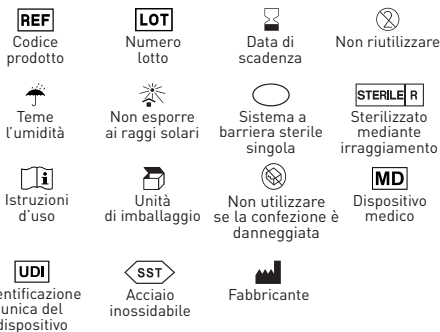 REF
Codice
prodotto
LOT
Numero
lotto
Data di
scadenza
Non riutilizzare
2
Teme
l'umidità
Non esporre
ai raggi solari
Sistema a
barriera sterile
singola
STERILE R
Sterilizzato
mediante
irraggiamento
i
Istruzioni
d'uso
Unità
di imballaggio
Non utilizzare
se la confezione è
danneggiata
MD
Dispositivo
medico
UDI
entificazione
unica del
dispositivo
SST
Acciaio
inossidabile
Fabbricante